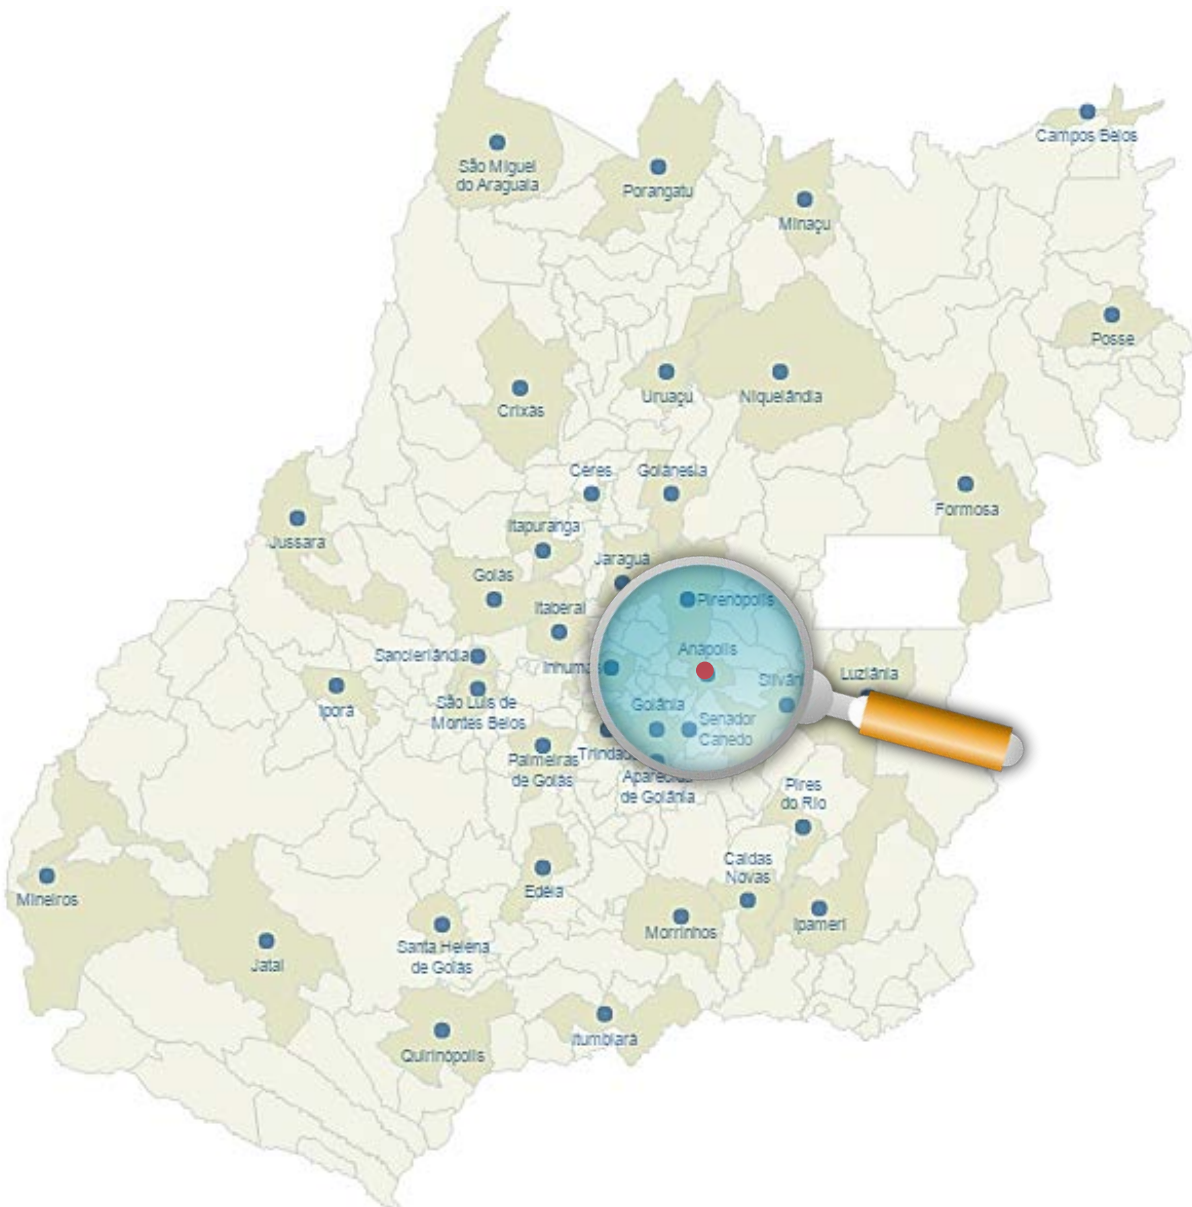 Campos Belos
São Miguel
do Araguaia
Porangatu
Minaçu
Posse
Crixás
Uruaçu
Niquelândia
Ceres
Goianésia
Formosa
Jussara
Itapuranga
Jaraguá
Goiás
Itaberaí
Pirenópolis
Sanclerlândia
Inhumas
Anápolis
Silvânia
Luziânia
Iporá
São Luis de
Montes Belos
Goiânia
Senador
Canedo
Palmeiras
de Goiás
Trindade
Aparecida
de Goiânia
Pires
do Rio
Mineiros
Edéia
Caldas
Novas
Jataí
Santa Helena
de Goiás
Morrinhos
Ipameri
Quirinópolis
Itumbiara